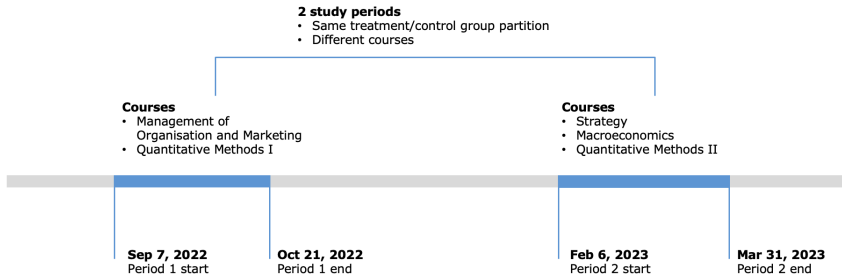 2 study periods
• Same treatment/control group partition
• Different courses
Courses
• Management of
Organisation and Marketing
• Quantitative Methods I
Courses
• Strategy
• Macroeconomics
• Quantitative Methods II
Sep 7, 2022
Period 1 start
Oct 21, 2022
Period 1 end
Feb 6, 2023
Period 2 start
Mar 31, 2023
Period 2 end